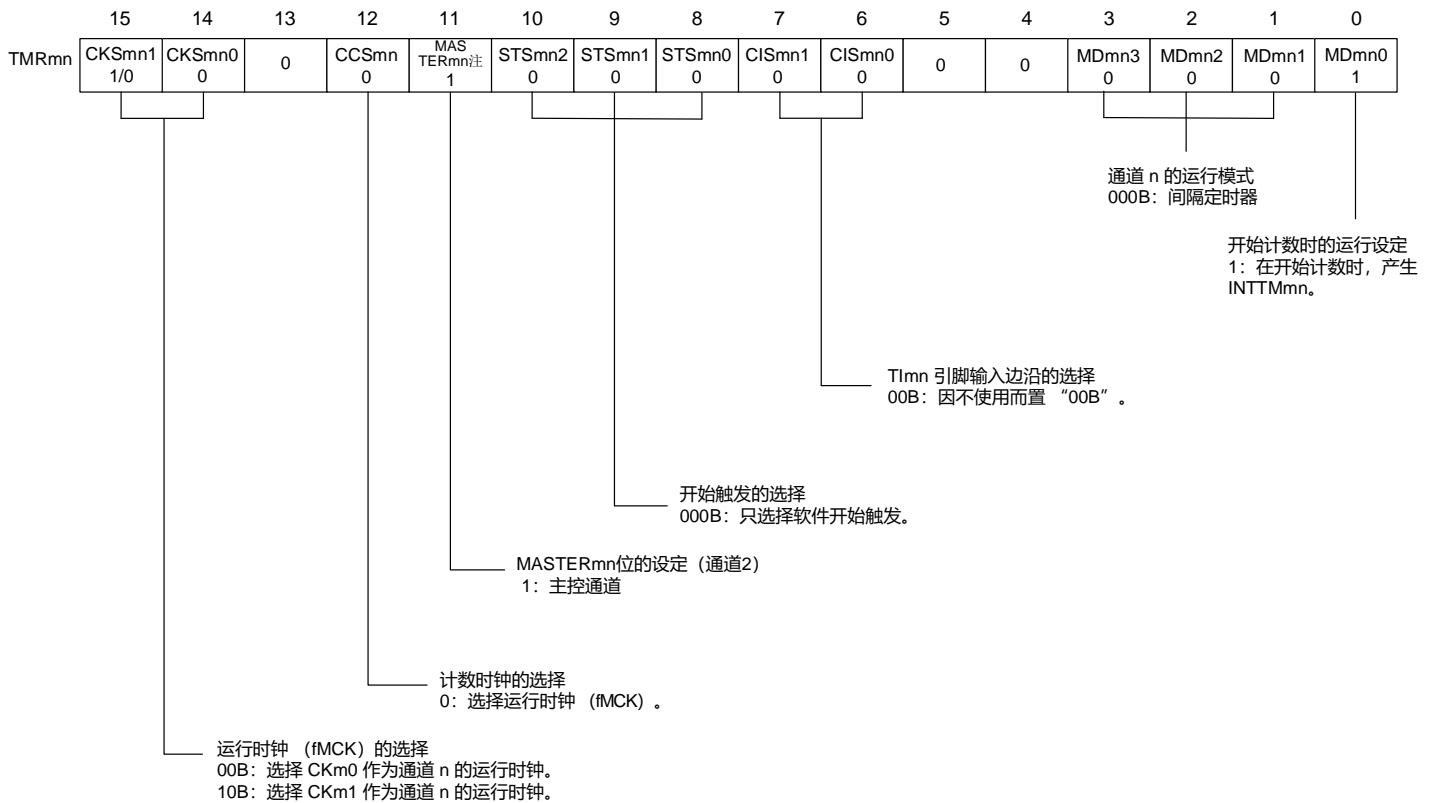 15 14 13 12 11 10 9 8 7 6 5 4 3 2 1 0
TMRmn
CKSmn1 CKSmn0 0 CCSmn MAS TERmn注 STSmn2 STSmn1 STSmn0 CISmn1 CISmn0 0 0 MDmn3 MDmn2 MDmn1 MDmn0
1/0 0 0 1 0 0 0 0 0 0 0 0 1
通道 n 的运行模式
000B：间隔定时器
开始计数时的运行设定
1：在开始计数时，产生
INTTMmn。
TImn 引脚输入边沿的选择
00B：因不使用而置 “00B” 。
开始触发的选择
000B：只选择软件开始触发。
MASTERmn位的设定（通道2）
1：主控通道
计数时钟的选择
0：选择运行时钟 （fMCK）。
运行时钟 （fMCK）的选择
00B：选择 CKm0 作为通道 n 的运行时钟。
10B：选择 CKm1 作为通道 n 的运行时钟。